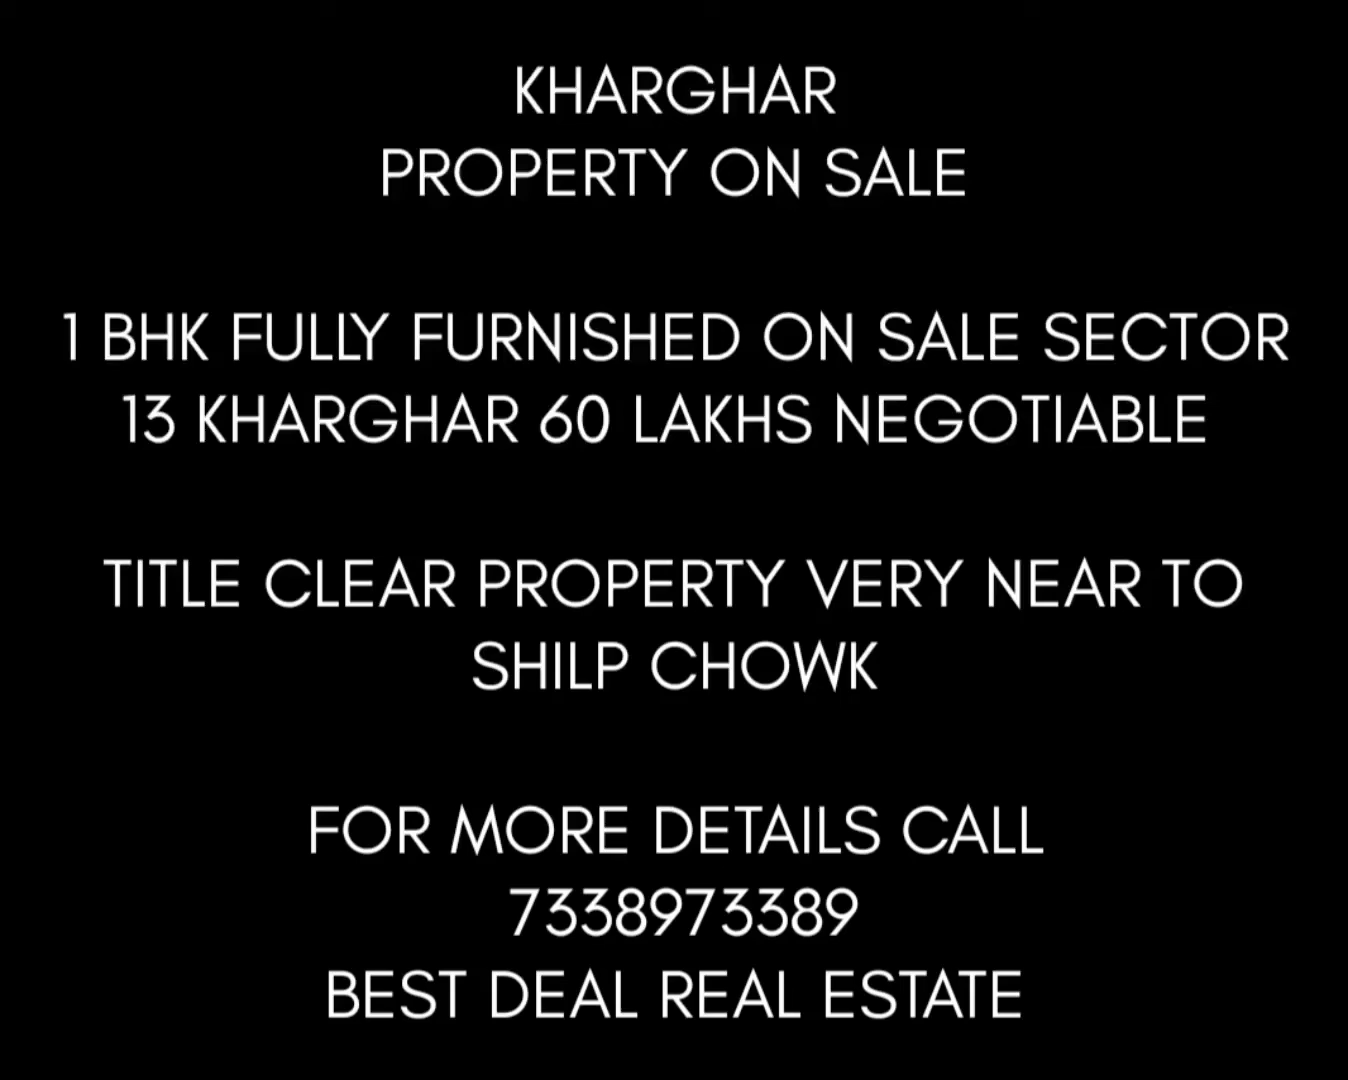 KHARGHAR
PROPERTY ON SALE
1 BHK FULLY FURNISHED ON SALE SECTOR
13 KHARGHAR 60 LAKHS NEGOTIABLE
TITLE CLEAR PROPERTY VERY NEAR TO
SHILP CHOWK
FOR MORE DETAILS CALL
7338973389
BEST DEAL REAL ESTATE